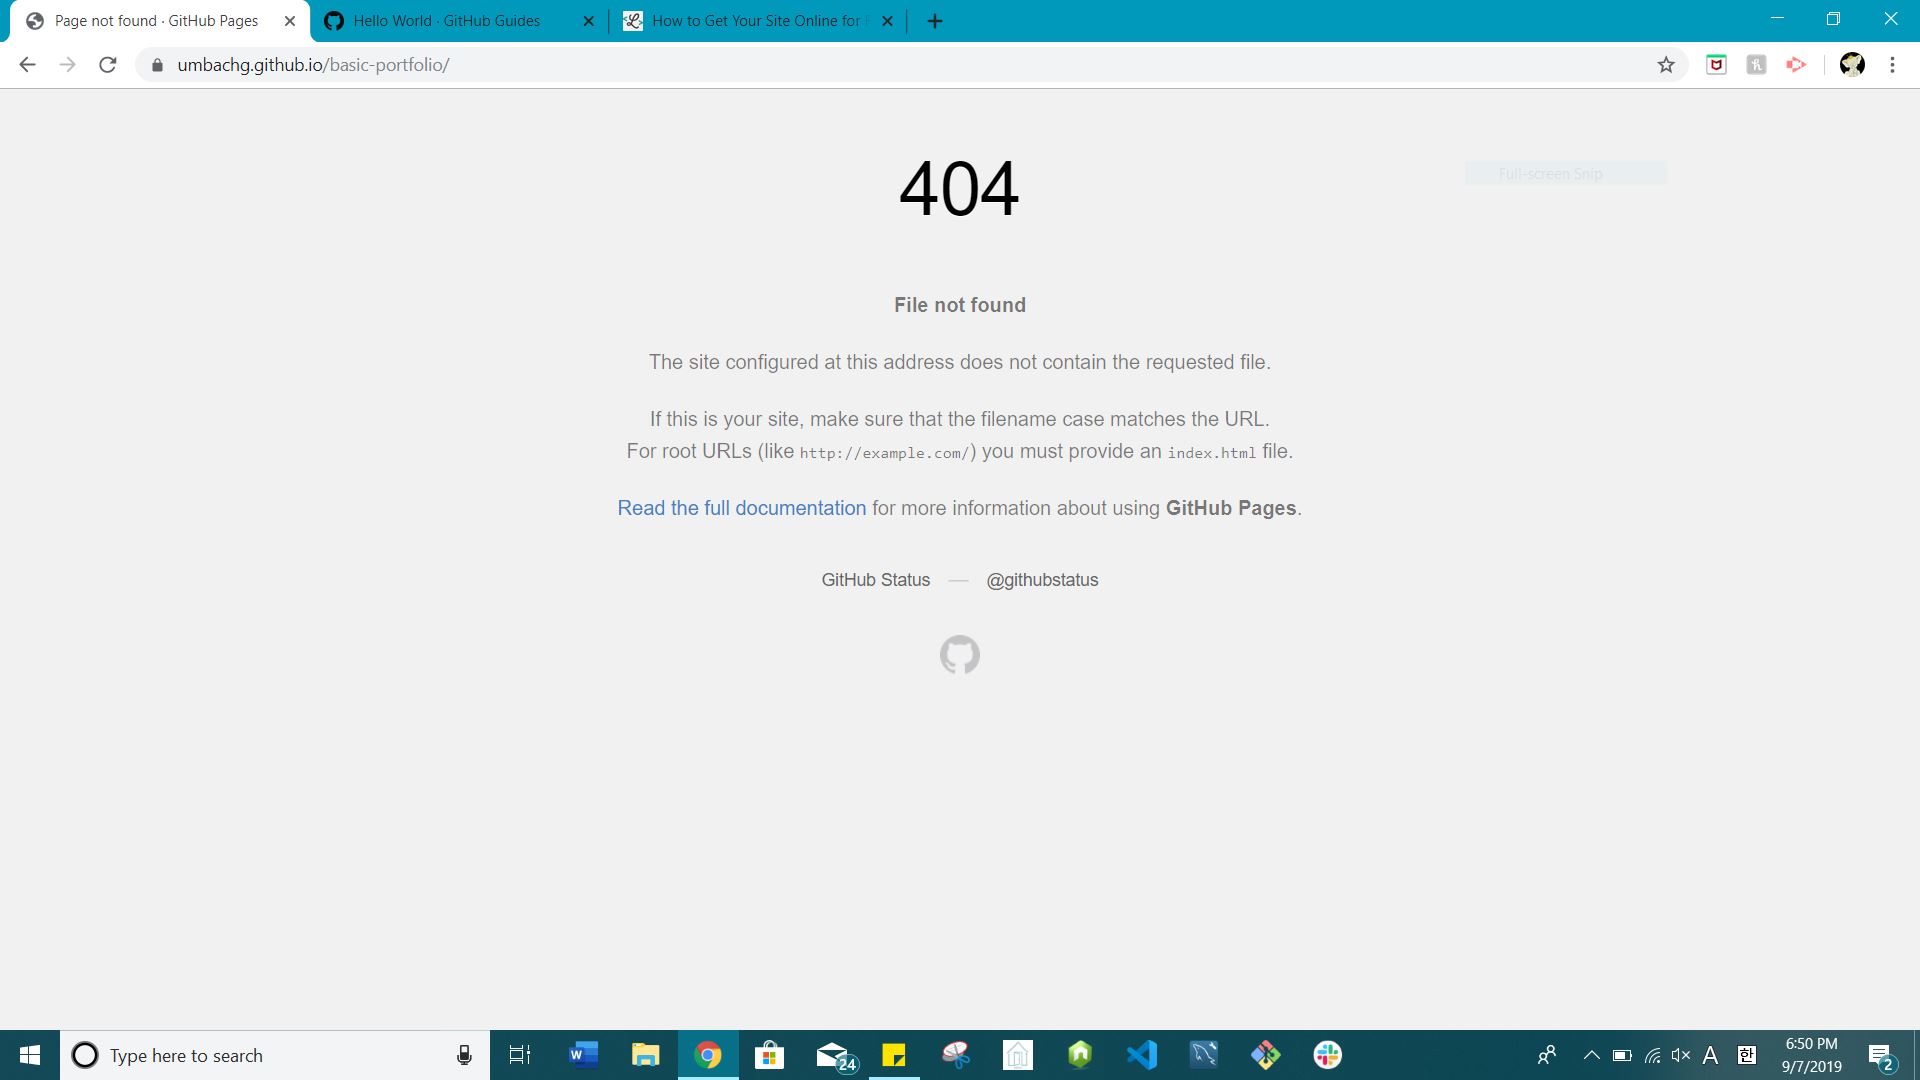 Page not found · GitHub Pages
Hello World · GitHub Guides
How to Get Your Site Online for
umbachg.github.io/basic-portfolio/
404
Full-screen Snip
File not found
The site configured at this address does not contain the requested file.
If this is your site, make sure that the filename case matches the URL.
For root URLs (like http://example.com/) you must provide an index.html file.
Read the full documentation for more information about using GitHub Pages.
GitHub Status — @githubstatus
Type here to search
W
24
A
한
6:50 PM
9/7/2019
2